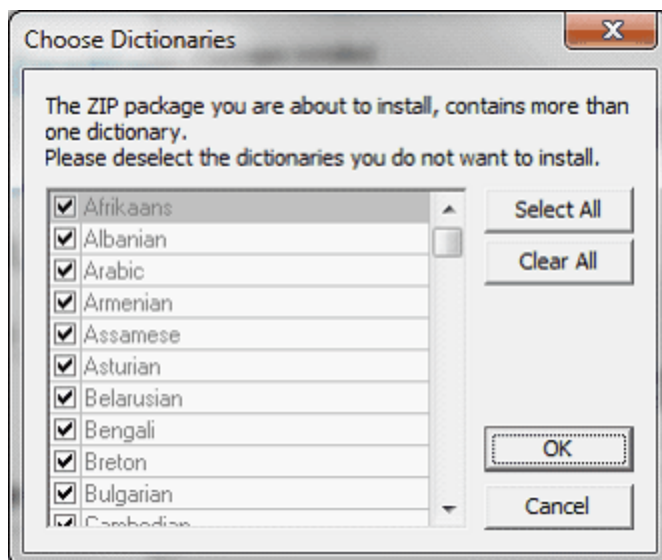 Choose Dictionaries
The ZIP package you are about to install, contains more than
one dictionary.
Please deselect the dictionaries you do not want to install.
Afrikaans
Albanian
Arabic
Armenian
Assamese
Asturian
Belarusian
Bengali
Breton
Bulgarian
Cambodian
Select All
Clear All
OK
Cancel